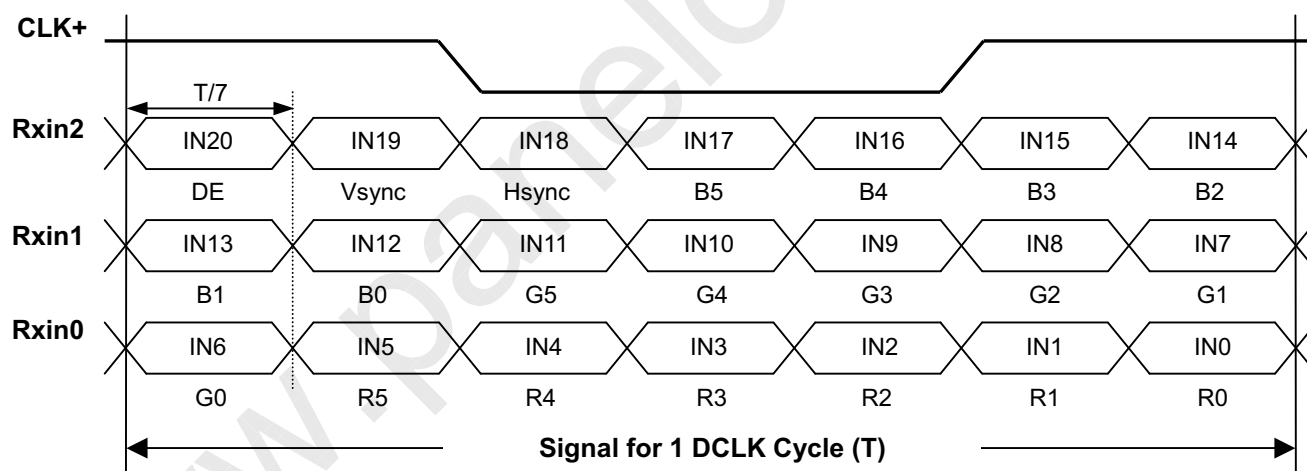 CLK+
T/7
Rxin2 IN20 IN19 IN18 IN17 IN16 IN15 IN14
DE Vsync Hsync B5 B4 B3 B2
Rxin1 IN13 IN12 IN11 IN10 IN9 IN8 IN7
B1 B0 G5 G4 G3 G2 G1
Rxin0 IN6 IN5 IN4 IN3 IN2 IN1 IN0
G0 R5 R4 R3 R2 R1 R0
Signal for 1 DCLK Cycle (T)
w.panelo